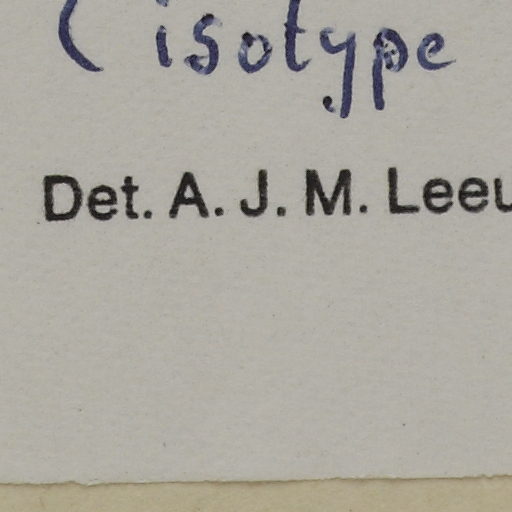 (isotype
Det. A. J. M. Leeu